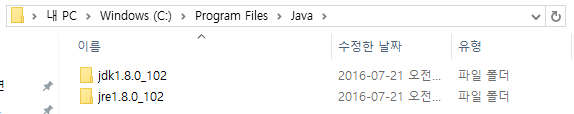 내 PC > Windows (C:) > Program Files > Java >
이름 수정한 날짜 유형
jdk1.8.0_102 2016-07-21 오전... 파일 폴더
jre1.8.0_102 2016-07-21 오전... 파일 폴더